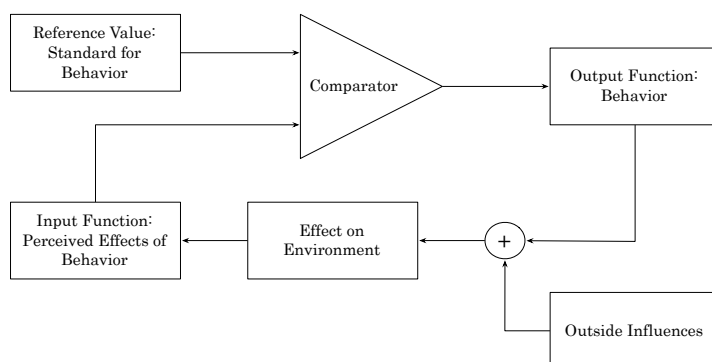 Reference Value:
Standard for
Behavior
Comparator
Output Function:
Behavior
Input Function:
Perceived Effects of
Behavior
Effect on
Environment
+
Outside Influences